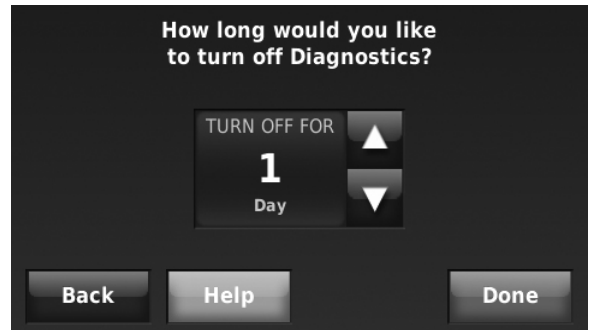 How long would you like
to turn off Diagnostics?
TURN OFF FOR
1
Day
Back
Help
Done